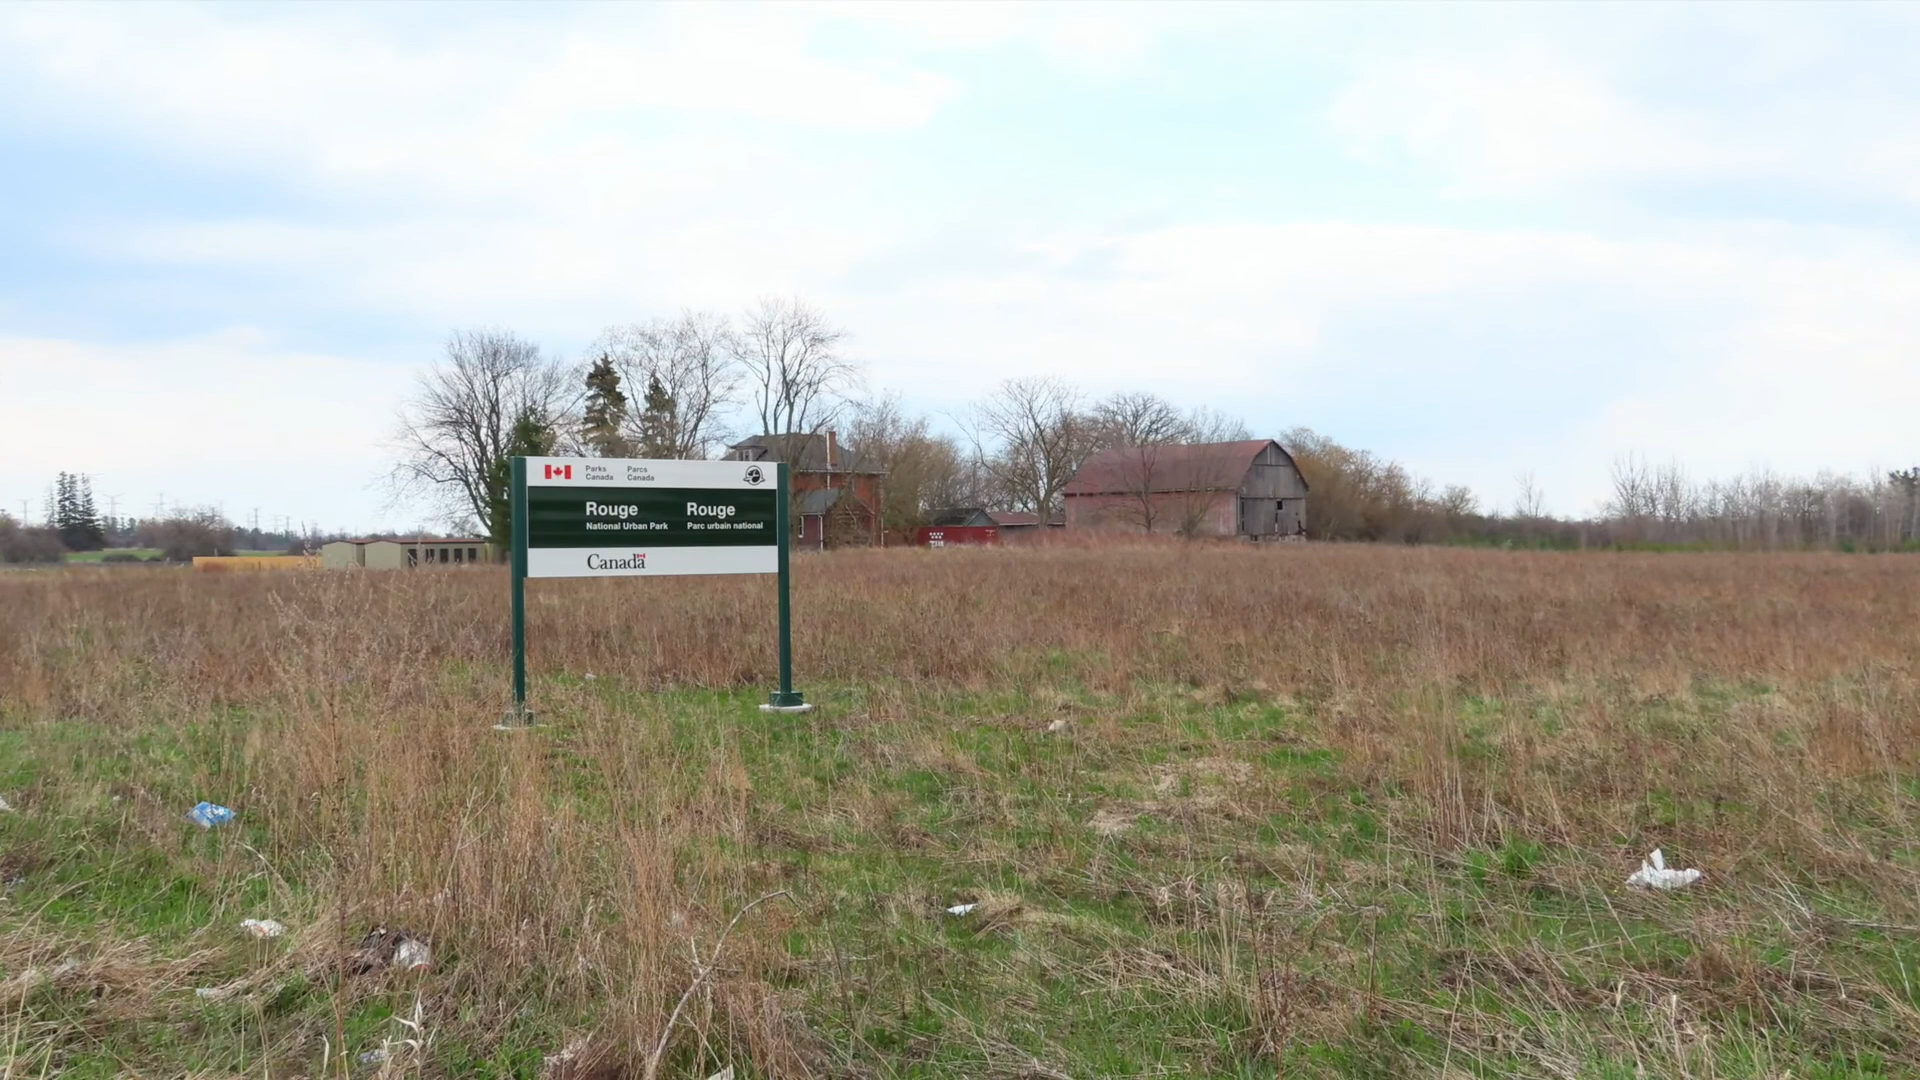 Parks Canada
Parcs Canada
Rouge
National Urban Park
Rouge
Parc urbain national
Canada